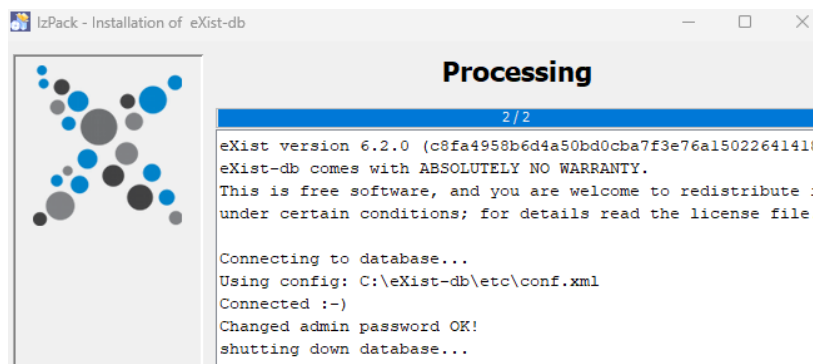 IzPack - Installation of eXist-db
Processing
2 / 2
eXist version 6.2.0 (c8fa4958b6d4a50bd0cba7f3e76a1502264141
eXist-db comes with ABSOLUTELY NO WARRANTY.
This is free software, and you are welcome to redistribute
under certain conditions; for details read the license file
Connecting to database...
Using config: C:\eXist-db\etc\conf.xml
Connected :-)
Changed admin password OK!
shutting down database...